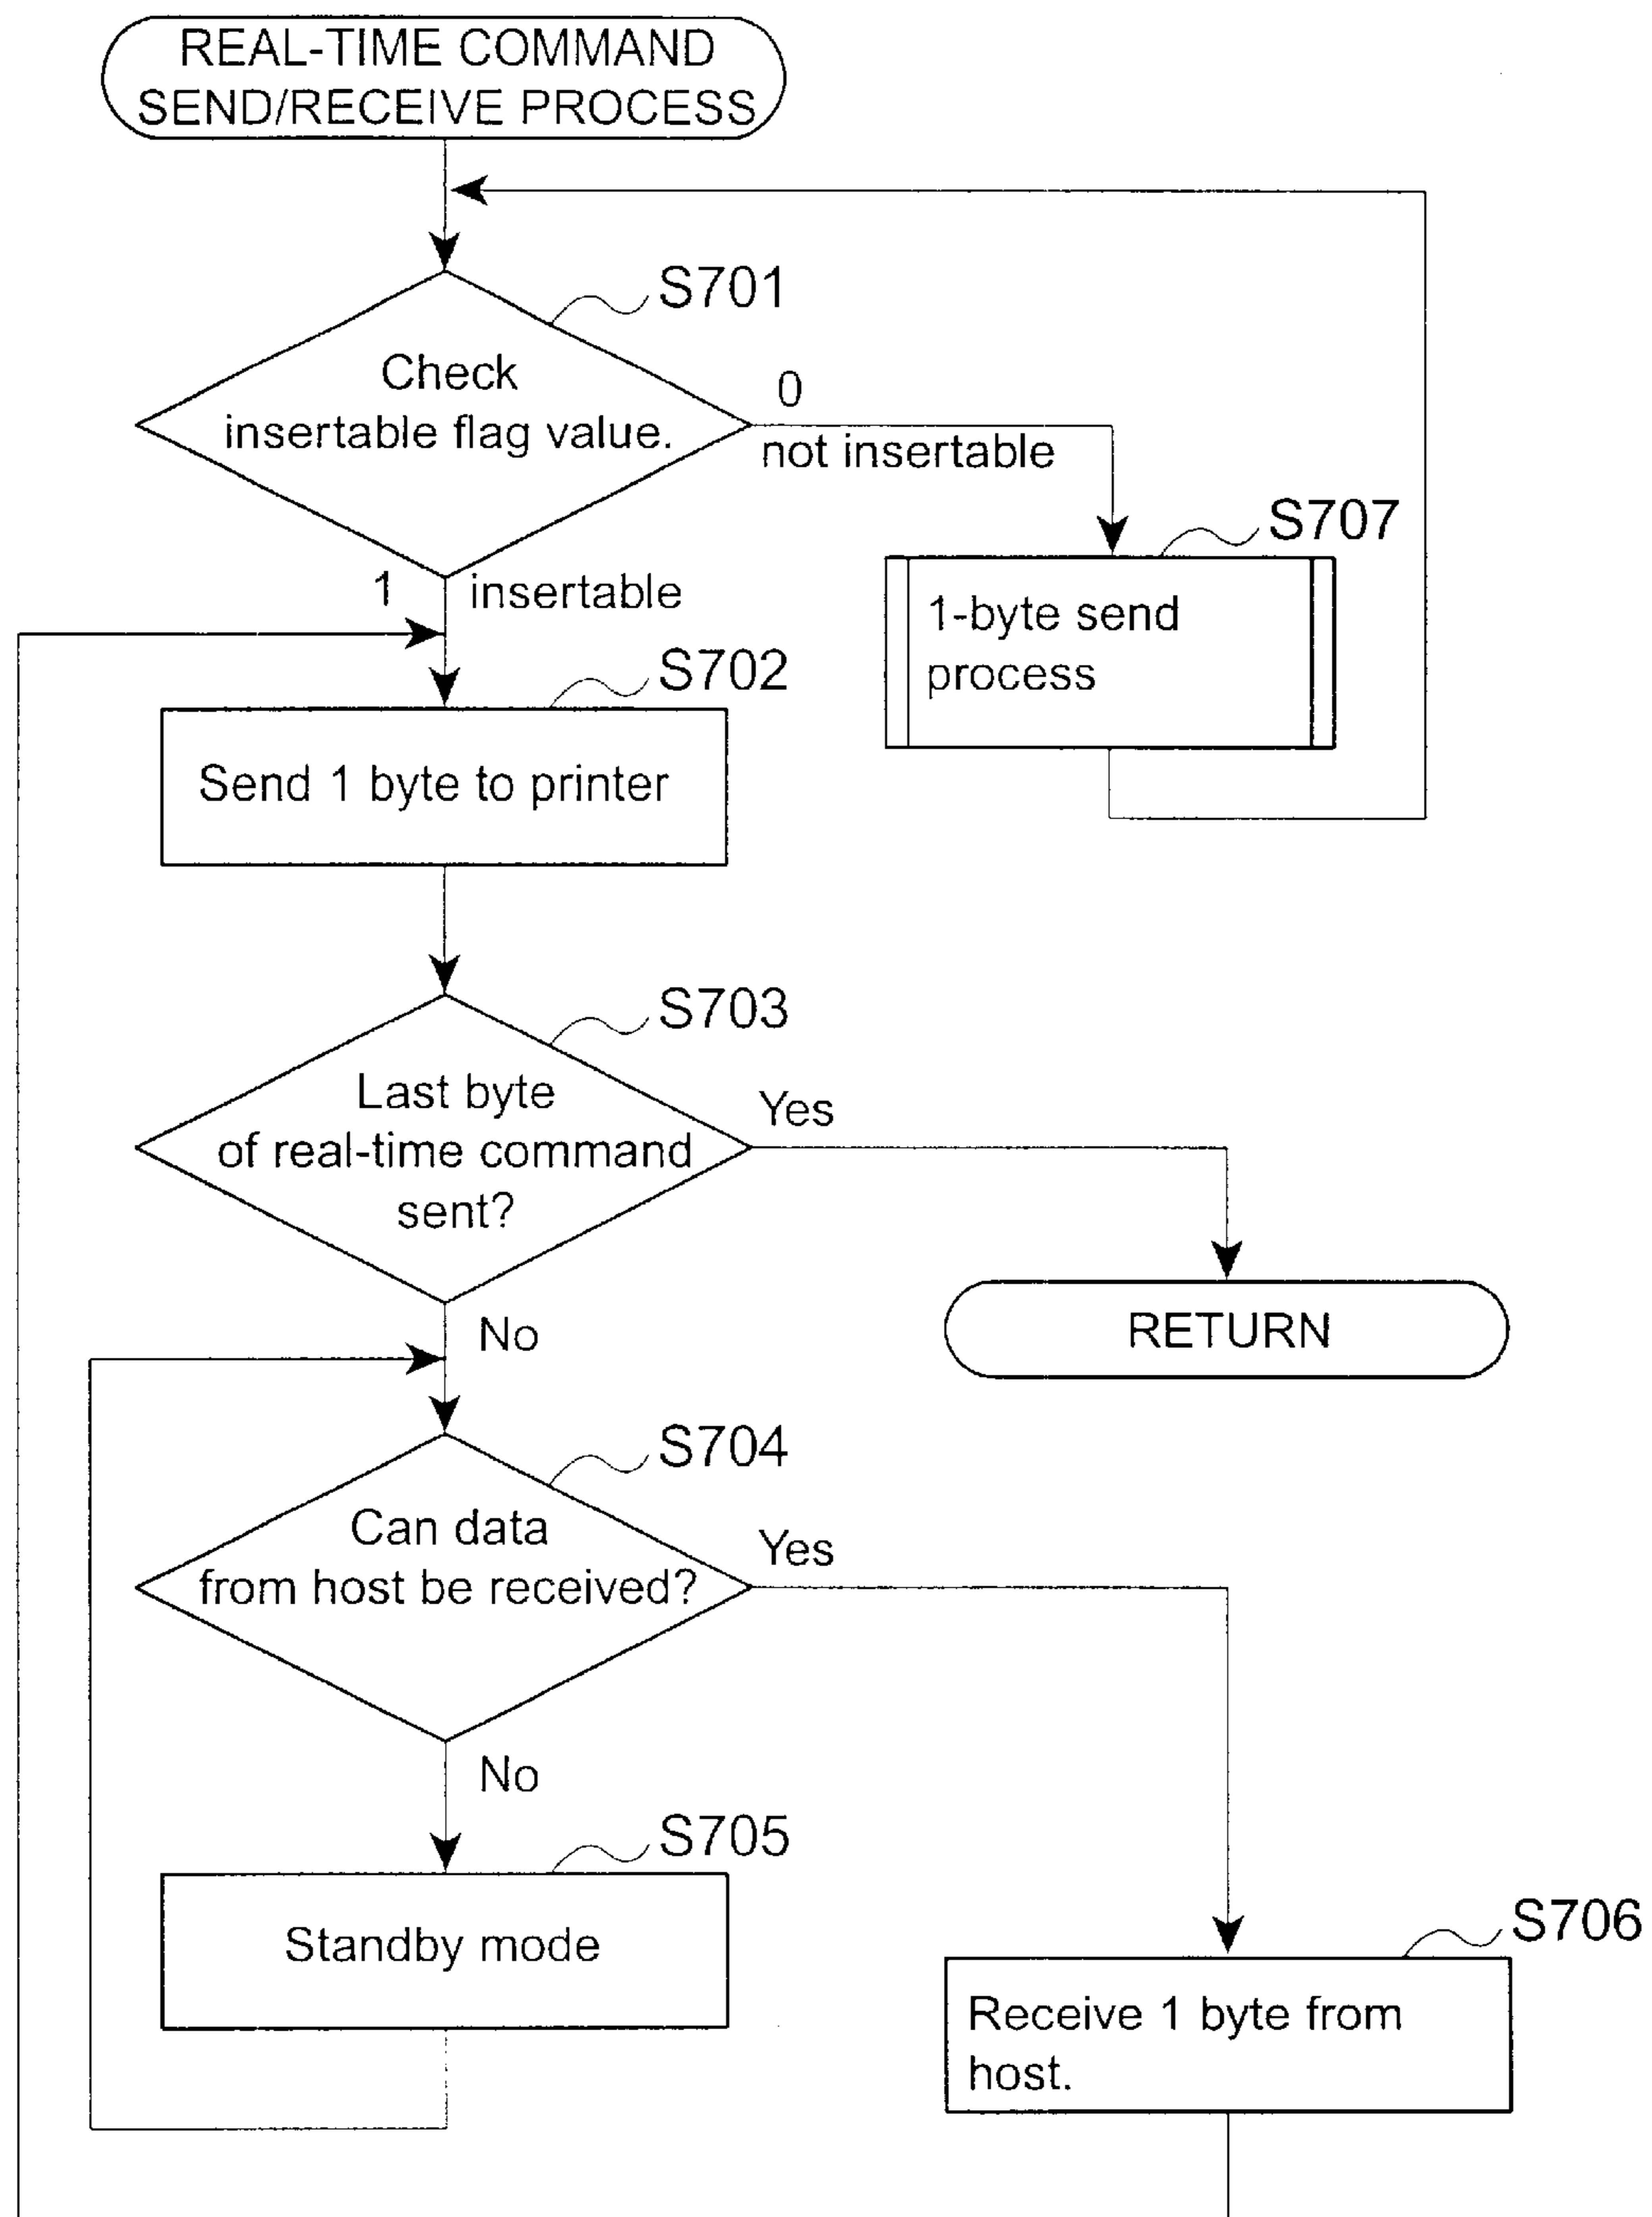 REAL-TIME COMMAND
SEND/RECEIVE PROCESS
S701
Check
insertable flag value.
0
not insertable
S707
1-byte send
process
1
insertable
S702
Send 1 byte to printer
S703
Last byte
of real-time command
sent?
Yes
RETURN
No
S704
Can data
from host be received?
Yes
No
S705
Standby mode
S706
Receive 1 byte from
host.